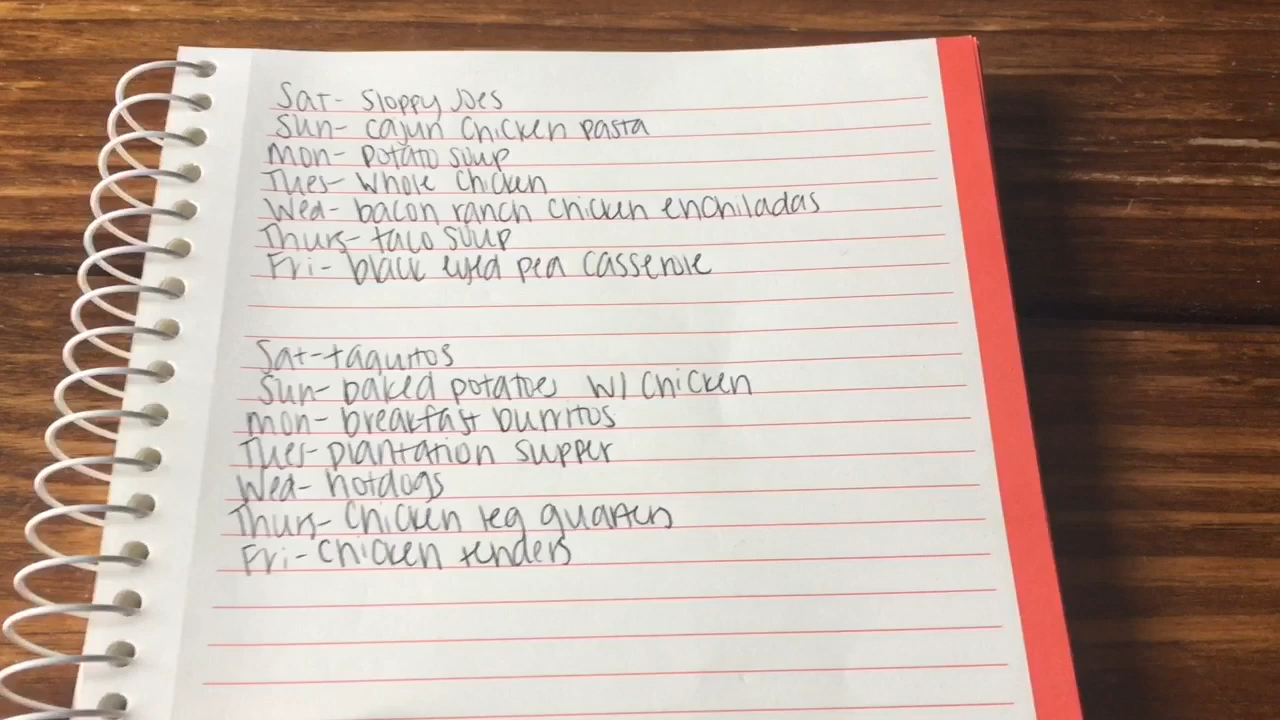 Sat- Sloppy Joes
Sun- cajun chicken pasta
Mon- potato soup
Tues- Whole chicken
Wed- bacon ranch chicken enchiladas
Thurs- taco soup
Fri- black eyed pea casserole
Sat- taquitos
Sun- baked potatoes w/ chicken
Mon- breakfast burritos
Tues- plantation supper
Wed- hotdogs
Thurs- chicken leg quarters
Fri- chicken tenders